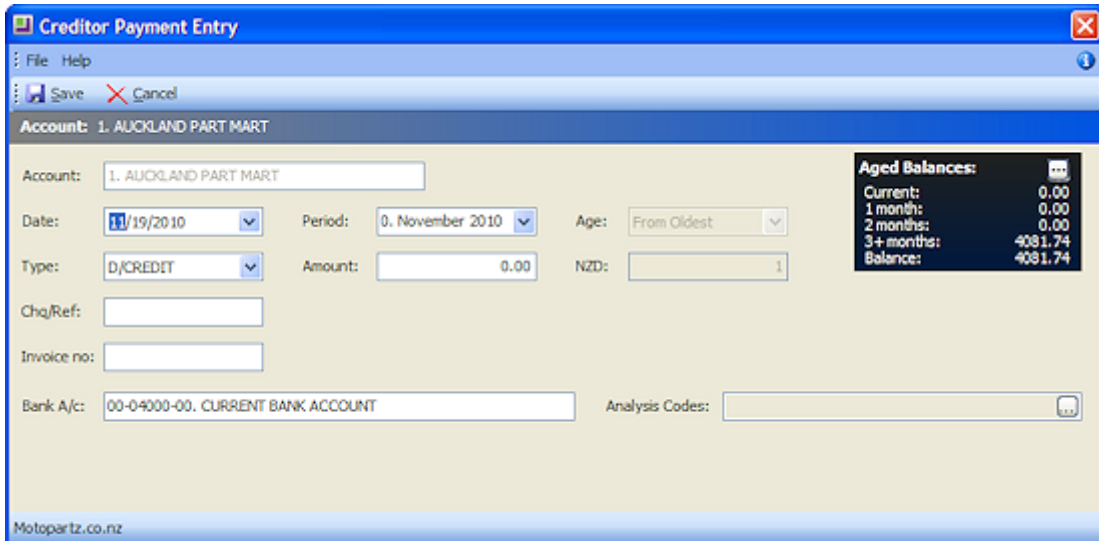 Creditor Payment Entry
File Help
Save Cancel
Account: 1. AUCKLAND PART MART
Account: 1. AUCKLAND PART MART
Aged Balances: ...
Current: 0.00
1 month: 0.00
2 months: 0.00
3+ months: 4081.74
Balance: 4081.74
Date: 11/19/2010 Period: 0. November 2010 Age: From Oldest
Type: D/CREDIT Amount: 0.00 NZD: 1
Chq/Ref:
Invoice no:
Bank A/c: 00-04000-00. CURRENT BANK ACCOUNT Analysis Codes: ...
Motopartz.co.nz